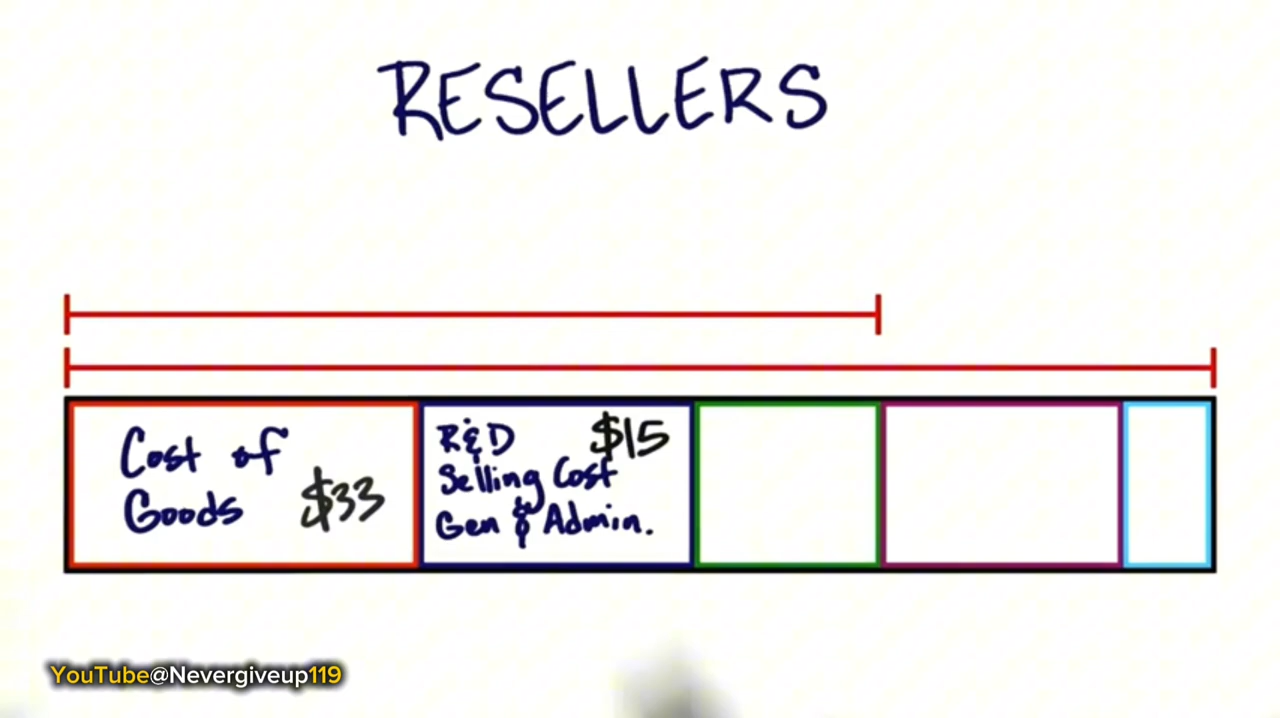 RESELLERS
Cost of
Goods $33
R&D $15
Selling Cost
Gen & Admin.
YouTube@Nevergiveup119